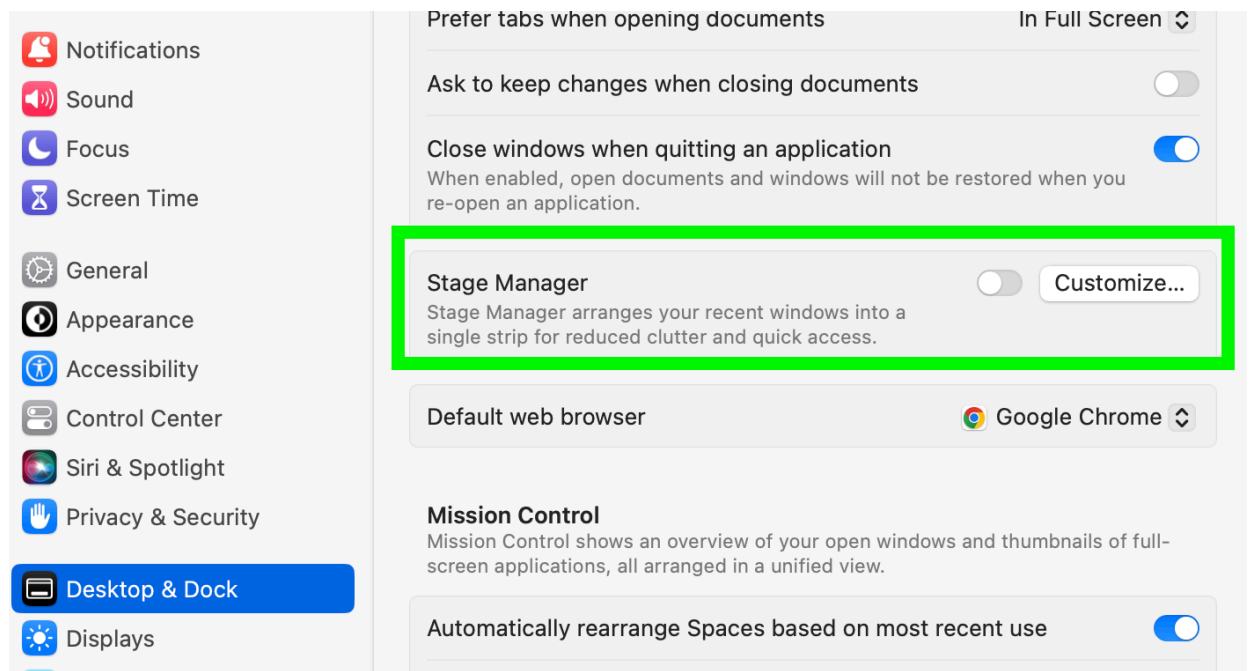 Notifications
Sound
Focus
Screen Time
General
Appearance
Accessibility
Control Center
Siri & Spotlight
Privacy & Security
Desktop & Dock
Displays
Prefer tabs when opening documents In Full Screen
Ask to keep changes when closing documents
Close windows when quitting an application
When enabled, open documents and windows will not be restored when you
re-open an application.
Stage Manager Customize...
Stage Manager arranges your recent windows into a
single strip for reduced clutter and quick access.
Default web browser Google Chrome
Mission Control
Mission Control shows an overview of your open windows and thumbnails of full-
screen applications, all arranged in a unified view.
Automatically rearrange Spaces based on most recent use